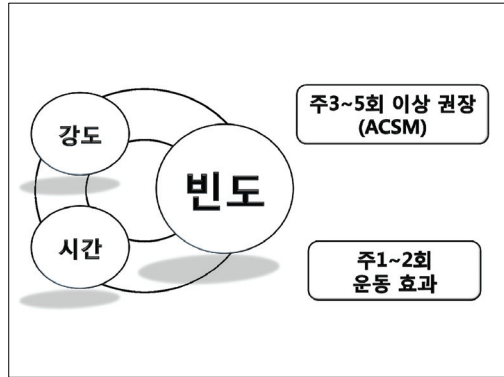 강도
시간
빈도
주3~5회 이상 권장
(ACSM)
주1~2회
운동 효과